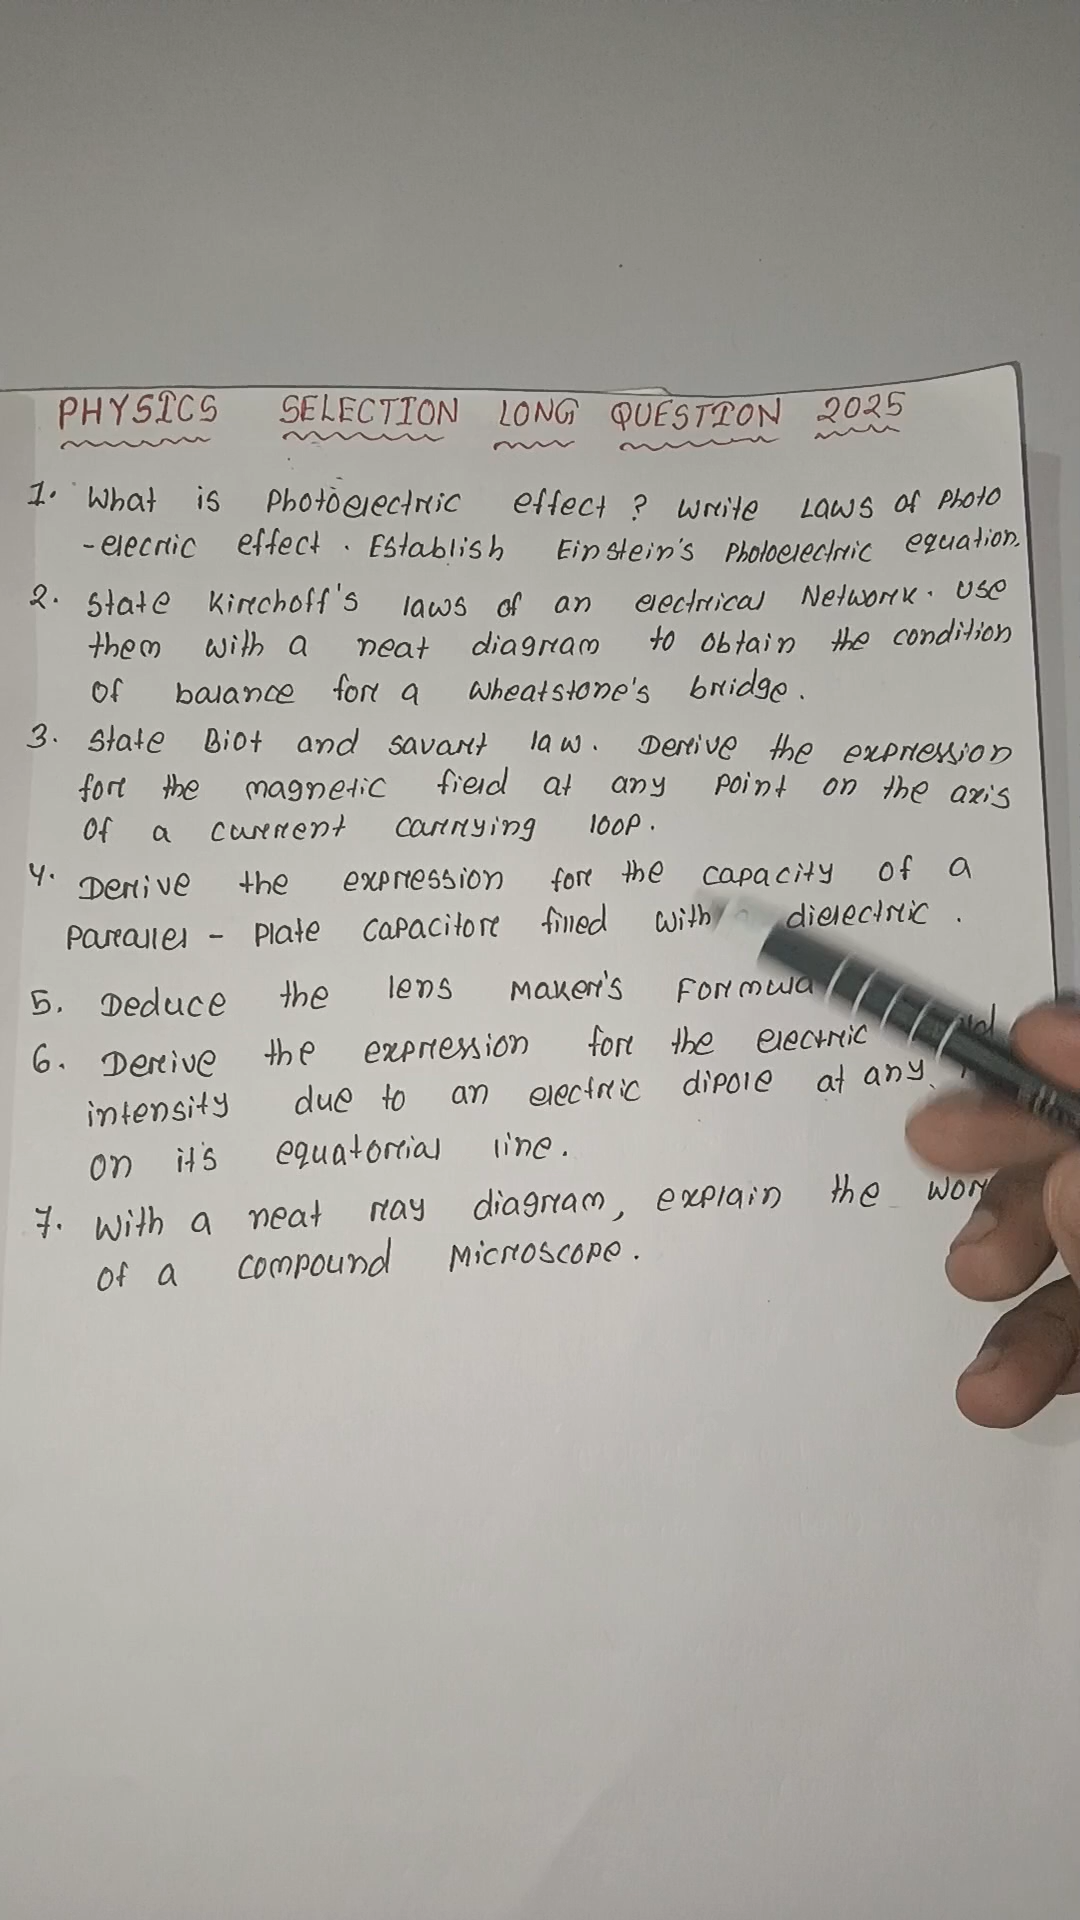 PHYSICS SELECTION LONG QUESTION 2025
1. What is Photoelectric effect? Write Laws of Photo
-elecric effect. Establish Einstein's Photoelectric equation.
2. State Kirchoff's laws of an electrical Network. Use
them with a neat diagram to obtain the condition
of balance for a Wheatstone's bridge.
3. State Biot and savart law. Derive the expression
for the magnetic field at any point on the axis
of a current carrying loop.
4. Derive the expression for the capacity of a
Parallel - Plate capacitor filled with dielectric.
5. Deduce the lens Maker's Formula
6. Derive the expression for the electric
intensity due to an electric dipole at any
on it's equatorial line.
7. With a neat ray diagram, explain the
of a compound Microscope.